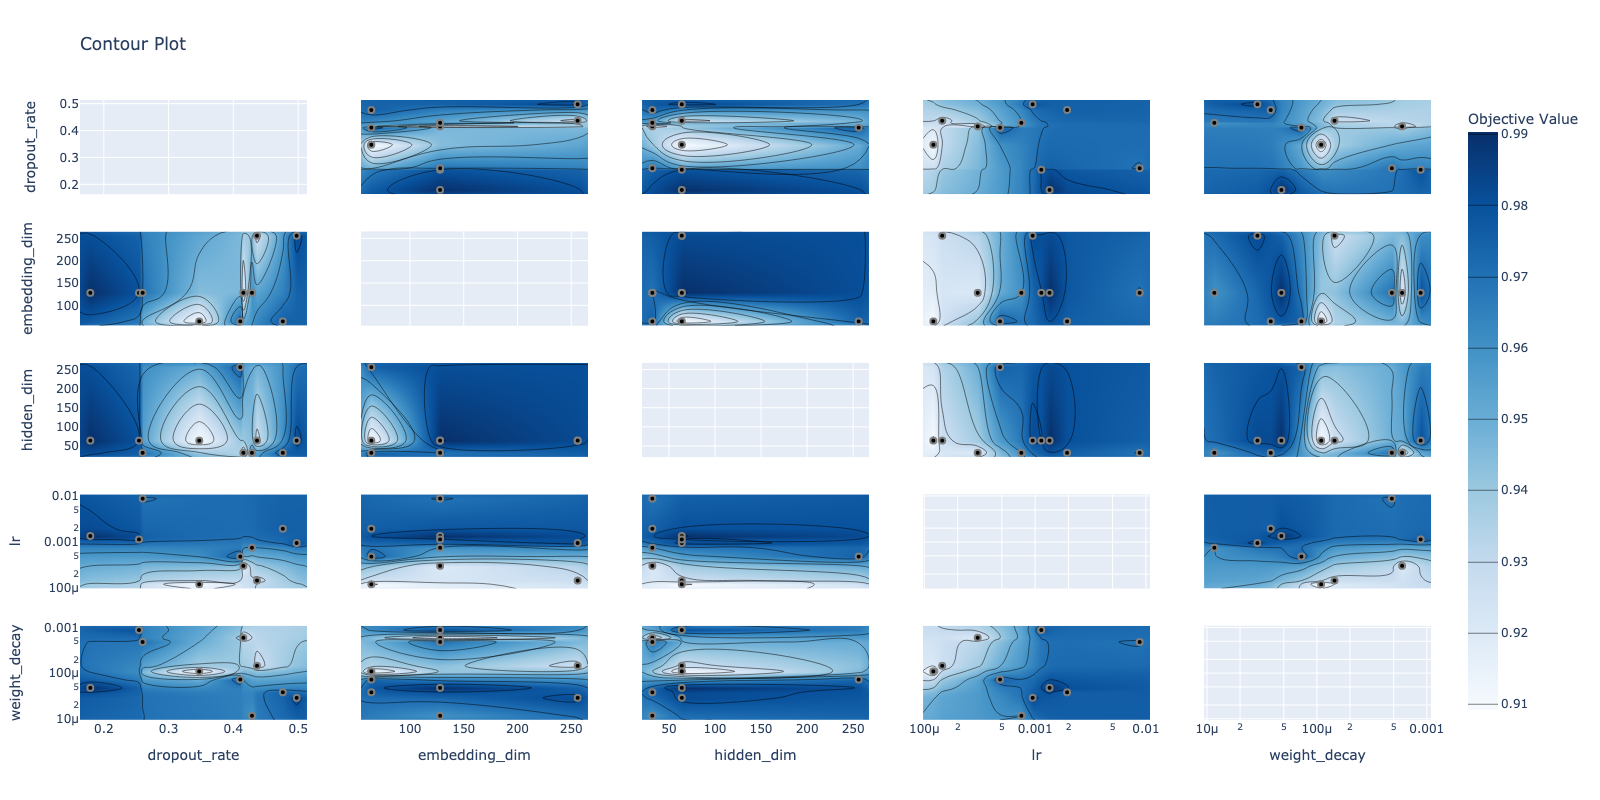 Contour Plot
Objective Value
dropout_rate
0.5
0.4
0.3
0.2
0.99
0.98
0.97
0.96
0.95
0.94
0.93
0.92
0.91
embedding_dim
250
200
150
100
hidden_dim
250
200
150
100
50
lr
0.01
5
2
0.001
5
2
100μ
weight_decay
0.001
5
2
100μ
5
2
10μ
0.2 0.3 0.4 0.5
100 150 200 250
50 100 150 200 250
100μ 2 5 0.001 2 5 0.01
10μ 2 5 100μ 2 5 0.001
dropout_rate embedding_dim hidden_dim lr weight_decay